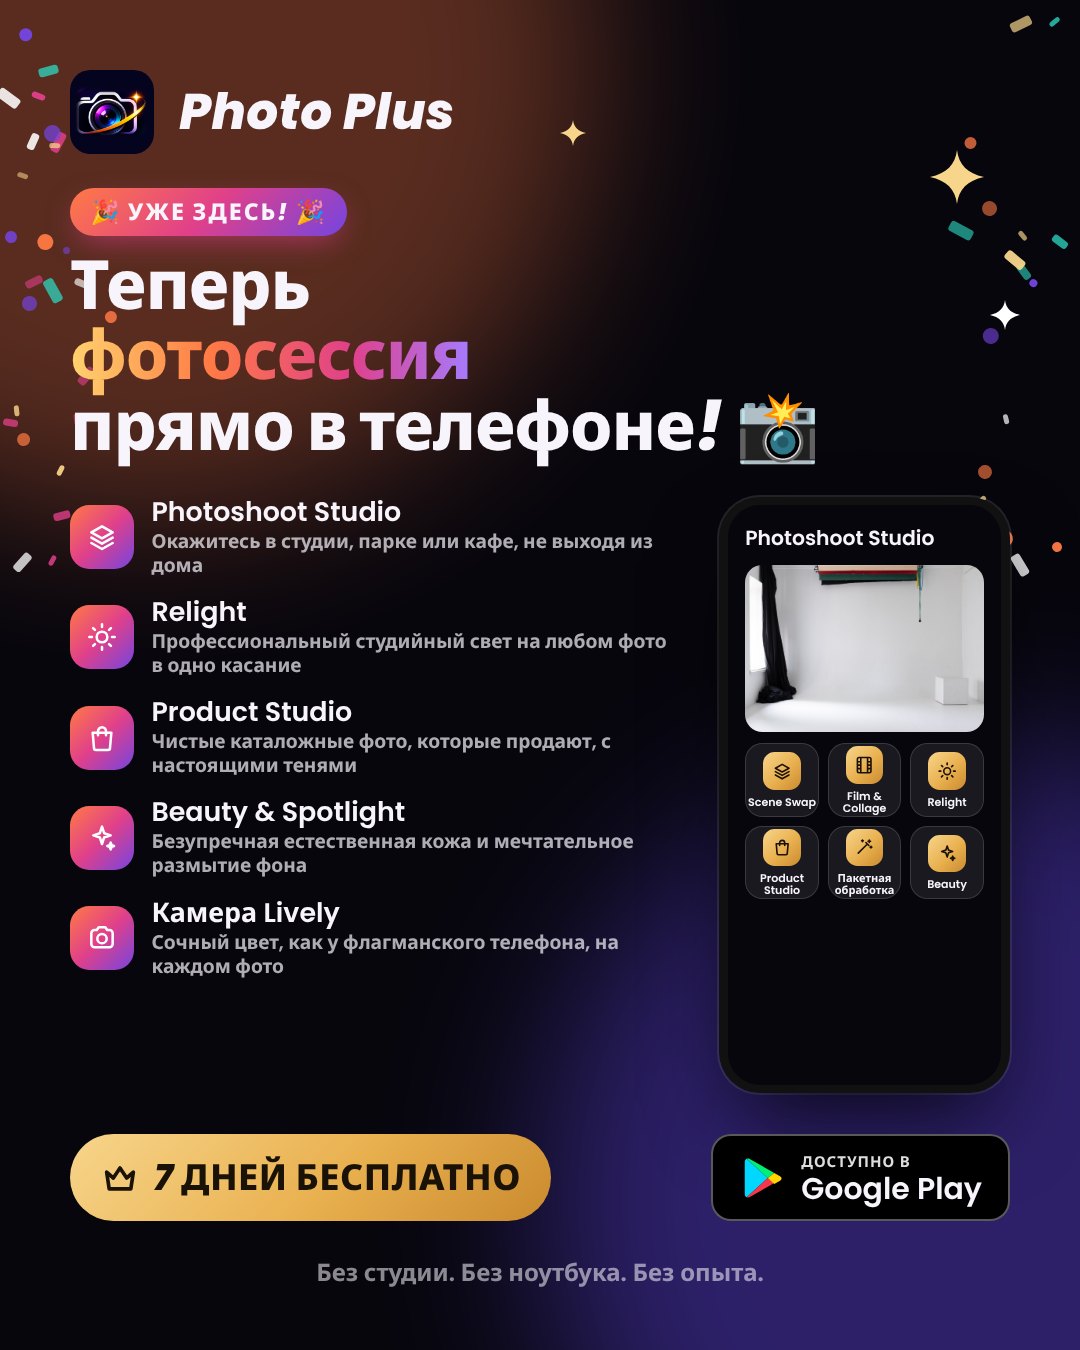 Photo Plus
🎉 УЖЕ ЗДЕСЬ! 🎉
Теперь
фотосессия
прямо в телефоне! 📸
Photoshoot Studio
Окажитесь в студии, парке или кафе, не выходя из
дома
Relight
Профессиональный студийный свет на любом фото
в одно касание
Product Studio
Чистые каталожные фото, которые продают, с
настоящими тенями
Beauty & Spotlight
Безупречная естественная кожа и мечтательное
размытие фона
Камера Lively
Сочный цвет, как у флагманского телефона, на
каждом фото
Photoshoot Studio
Scene Swap
Film &
Collage
Relight
Product
Studio
Пакетная
обработка
Beauty
7 ДНЕЙ БЕСПЛАТНО
ДОСТУПНО В
Google Play
Без студии. Без ноутбука. Без опыта.